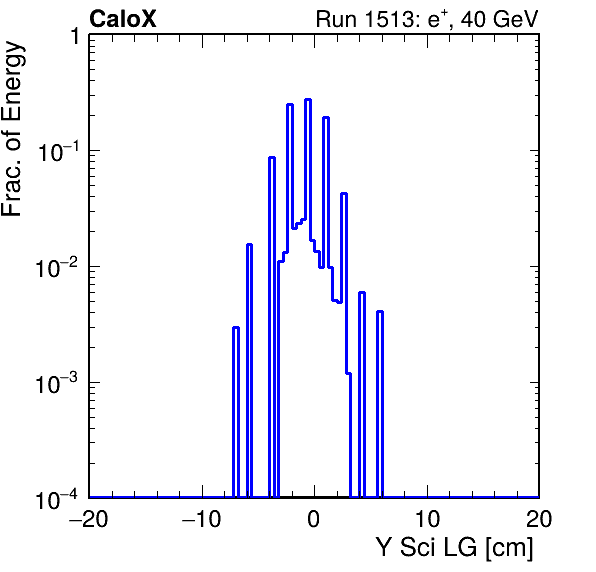 CaloX Run 1513: e⁺, 40 GeV
Frac. of Energy
1
10⁻¹
10⁻²
10⁻³
10⁻⁴
−20 −10 0 10 20
Y Sci LG [cm]